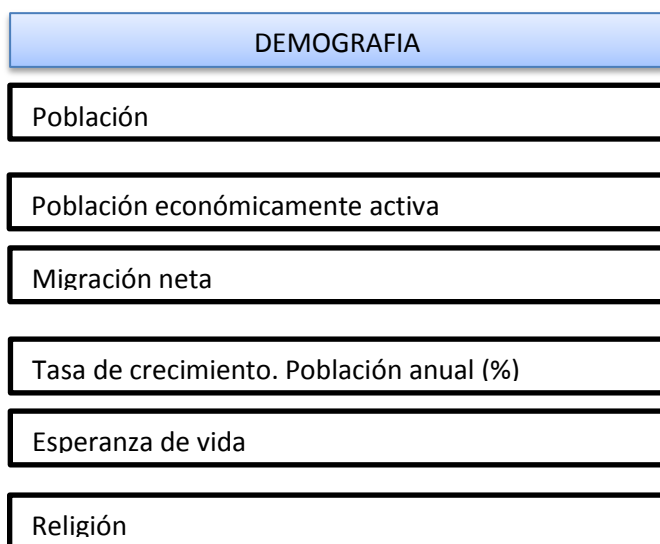 DEMOGRAFIA
Población
Población económicamente activa
Migración neta
Tasa de crecimiento. Población anual (%)
Esperanza de vida
Religión